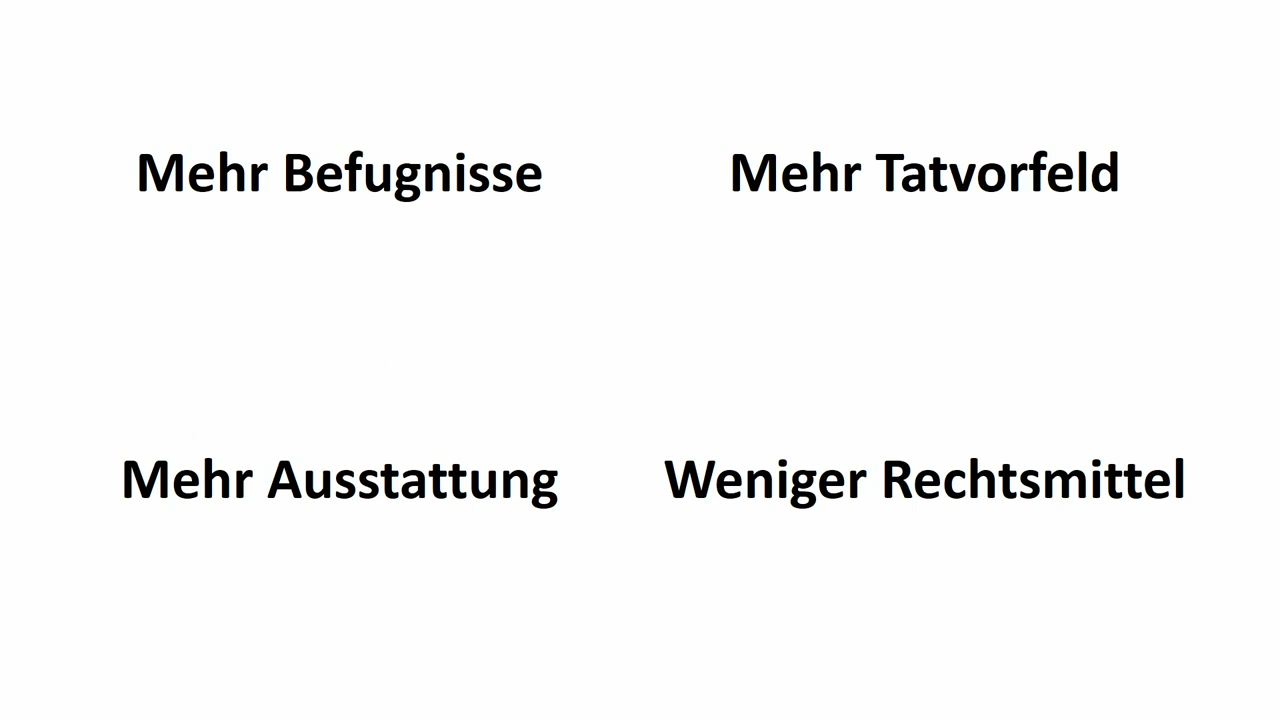 Mehr Befugnisse
Mehr Tatvorfeld
Mehr Ausstattung
Weniger Rechtsmittel